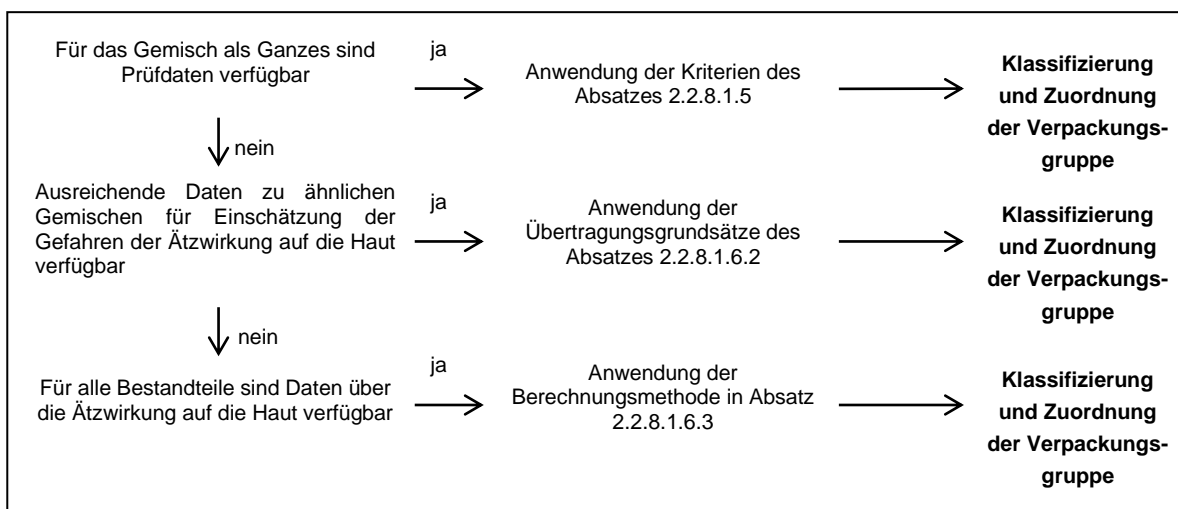 Für das Gemisch als Ganzes sind
Prüfdaten verfügbar
ja
Anwendung der Kriterien des
Absatzes 2.2.8.1.5
Klassifizierung
und Zuordnung
der Verpackungs-
gruppe
nein
Ausreichende Daten zu ähnlichen
Gemischen für Einschätzung der
Gefahren der Ätzwirkung auf die Haut
verfügbar
ja
Anwendung der
Übertragungsgrundsätze des
Absatzes 2.2.8.1.6.2
Klassifizierung
und Zuordnung
der Verpackungs-
gruppe
nein
Für alle Bestandteile sind Daten über
die Ätzwirkung auf die Haut verfügbar
ja
Anwendung der
Berechnungsmethode in Absatz
2.2.8.1.6.3
Klassifizierung
und Zuordnung
der Verpackungs-
gruppe